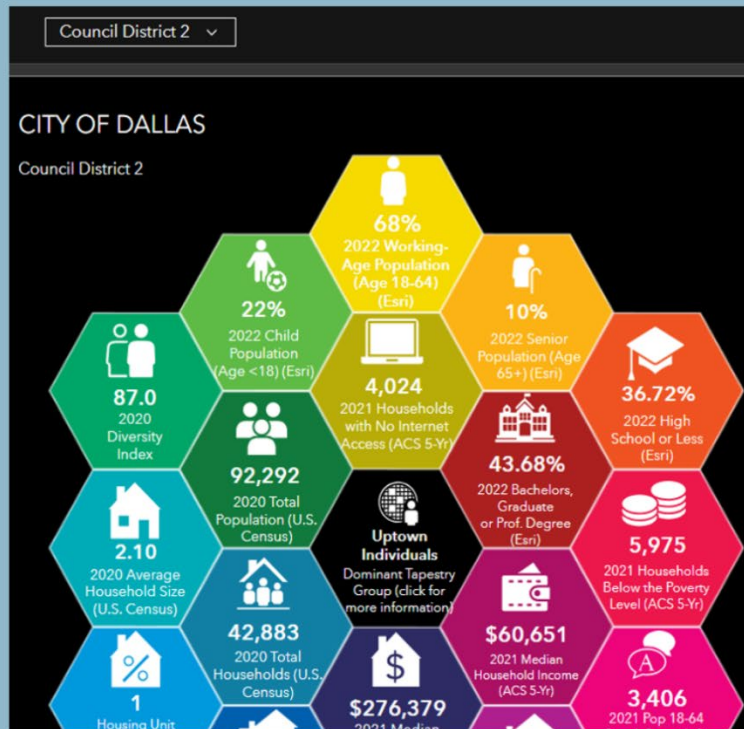 Council District 2
CITY OF DALLAS
Council District 2
68%
2022 Working-
Age Population
(Age 18-64)
(Esri)
22%
2022 Child
Population
(Age <18) (Esri)
10%
2022 Senior
Population (Age
65+) (Esri)
87.0
2020
Diversity
Index
4,024
2021 Households
with No Internet
Access (ACS 5-Yr)
36.72%
2022 High
School or Less
(Esri)
92,292
2020 Total
Population (U.S.
Census)
43.68%
2022 Bachelors,
Graduate
or Prof. Degree
(Esri)
2.10
2020 Average
Household Size
(U.S. Census)
Uptown
Individuals
Dominant Tapestry
Group (click for
more information)
5,975
2021 Households
Below the Poverty
Level (ACS 5-Yr)
42,883
2020 Total
Households (U.S.
Census)
$60,651
2021 Median
Household Income
(ACS 5-Yr)
%
1
Housing Unit
$
$276,379
2021 Median
A
3,406
2021 Pop 18-64